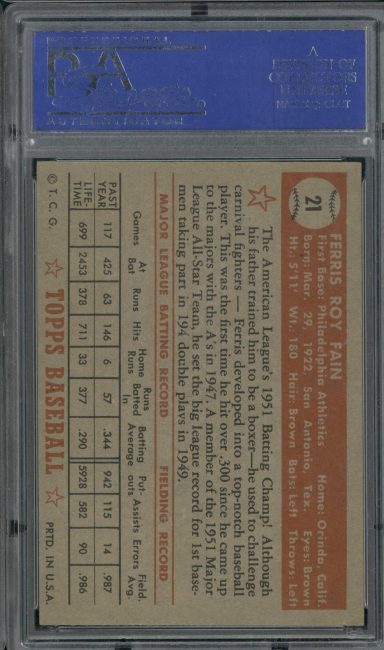 PROFESSIONAL
PSA
AUTHENTICATION
A
DIVISION OF
COLLECTORS
UNIVERSE
NASDAQ: CLCT
21
FERRIS ROY FAIN
First Base: Philadelphia Athletics Home: Orinda, Calif.
Born: Mar. 29, 1922, San Antonio, Tex. Eyes: Brown
Ht.: 5'11" Wt.: 180 Hair: Brown Bats: Left Throws: Left
The American League's 1951 Batting Champ! Although
his father trained him to be a boxer—he used to challenge
carnival fighters — Ferris developed into a top-notch baseball
player. This was the first time he hit over .300 since he came up
to the majors with the A's in 1947. A member of the 1951 Major
League All-Star Team, he set the big league record for 1st base-
men taking part in 194 double plays in 1949.
MAJOR LEAGUE BATTING RECORD FIELDING RECORD
Games At Bat Runs Hits Home Runs Runs Batted In Batting Average Put-outs Assists Errors Field. Avg.
PAST YEAR 117 425 63 146 6 57 .344 942 115 14 .987
LIFE-TIME 699 2453 378 711 33 377 .290 5928 582 90 .986
© T. C. G. TOPPS BASEBALL PRTD. IN U.S.A.